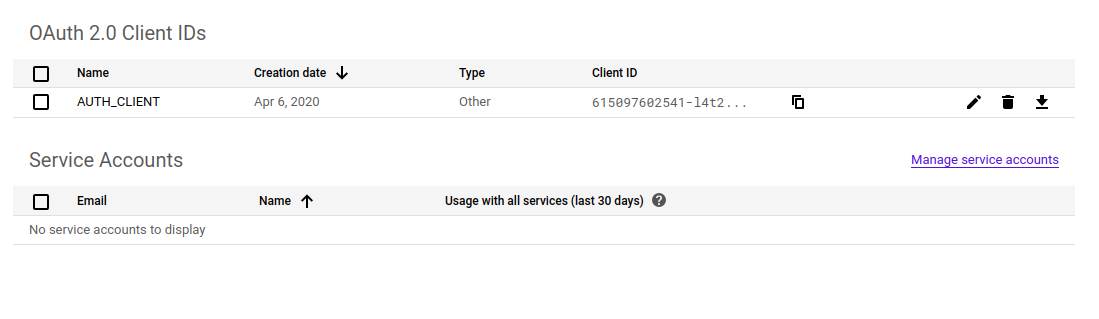 OAuth 2.0 Client IDs
Name Creation date Type Client ID
AUTH_CLIENT Apr 6, 2020 Other 615097602541-l4t2...
Service Accounts Manage service accounts
Email Name Usage with all services (last 30 days) ?
No service accounts to display